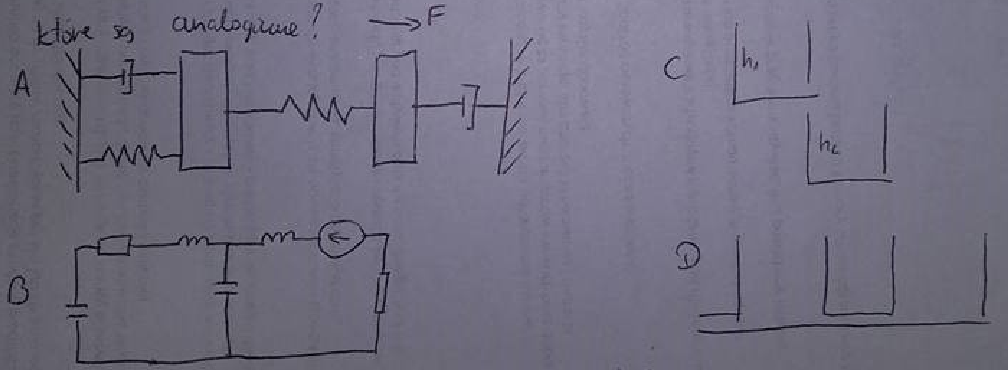 które są analogiczne? F
A
C h₁
h₂
B
D